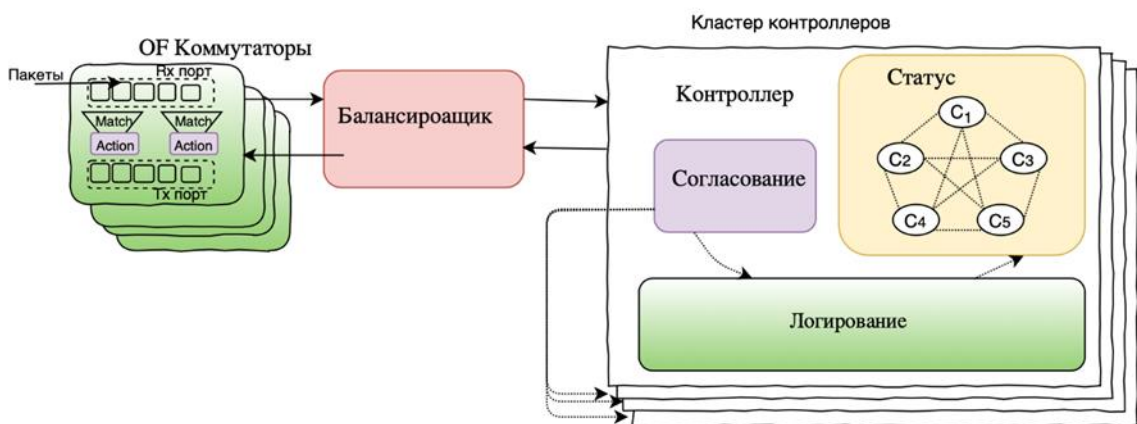 Кластер контроллеров
OF Коммутаторы
Пакеты
Rx порт
Match
Match
Action
Action
Tx порт
Балансироащик
Контроллер
Статус
C1
C2
C3
C4
C5
Согласование
Логирование